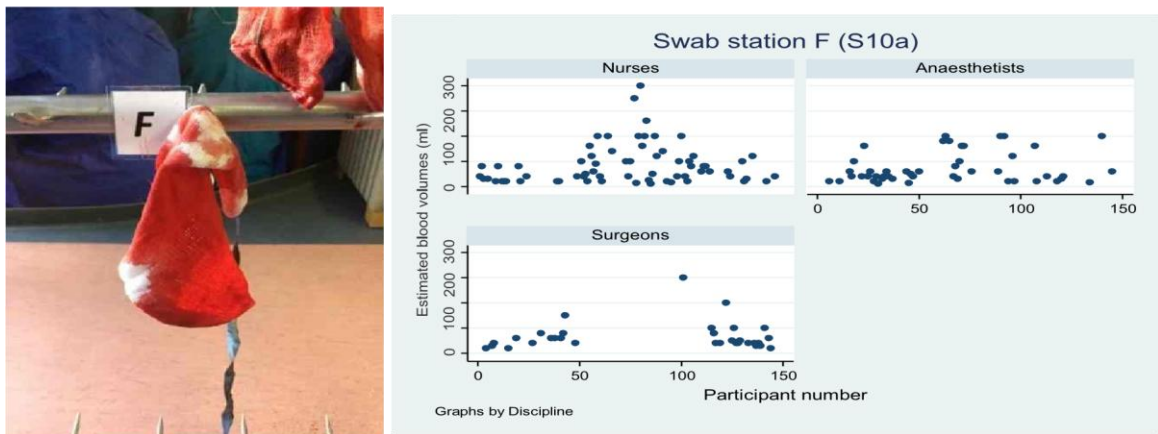 F
Swab station F (S10a)
Nurses
Anaesthetists
Estimated blood volumes (ml)
300
200
100
0
0 50 100 150
Surgeons
300
200
100
0
0 50 100 150
Participant number
Graphs by Discipline